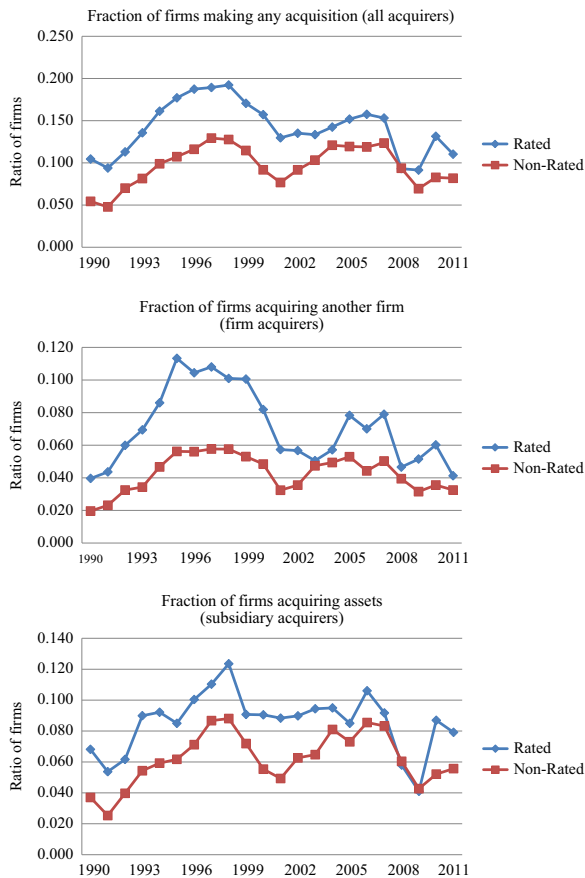 Fraction of firms making any acquisition (all acquirers)
0.250
0.200
0.150
0.100
0.050
0.000
Ratio of firms
1990 1993 1996 1999 2002 2005 2008 2011
Rated
Non-Rated
Fraction of firms acquiring another firm
(firm acquirers)
0.120
0.100
0.080
0.060
0.040
0.020
0.000
Ratio of firms
1990 1993 1996 1999 2002 2005 2008 2011
Rated
Non-Rated
Fraction of firms acquiring assets
(subsidiary acquirers)
0.140
0.120
0.100
0.080
0.060
0.040
0.020
0.000
Ratio of firms
1990 1993 1996 1999 2002 2005 2008 2011
Rated
Non-Rated